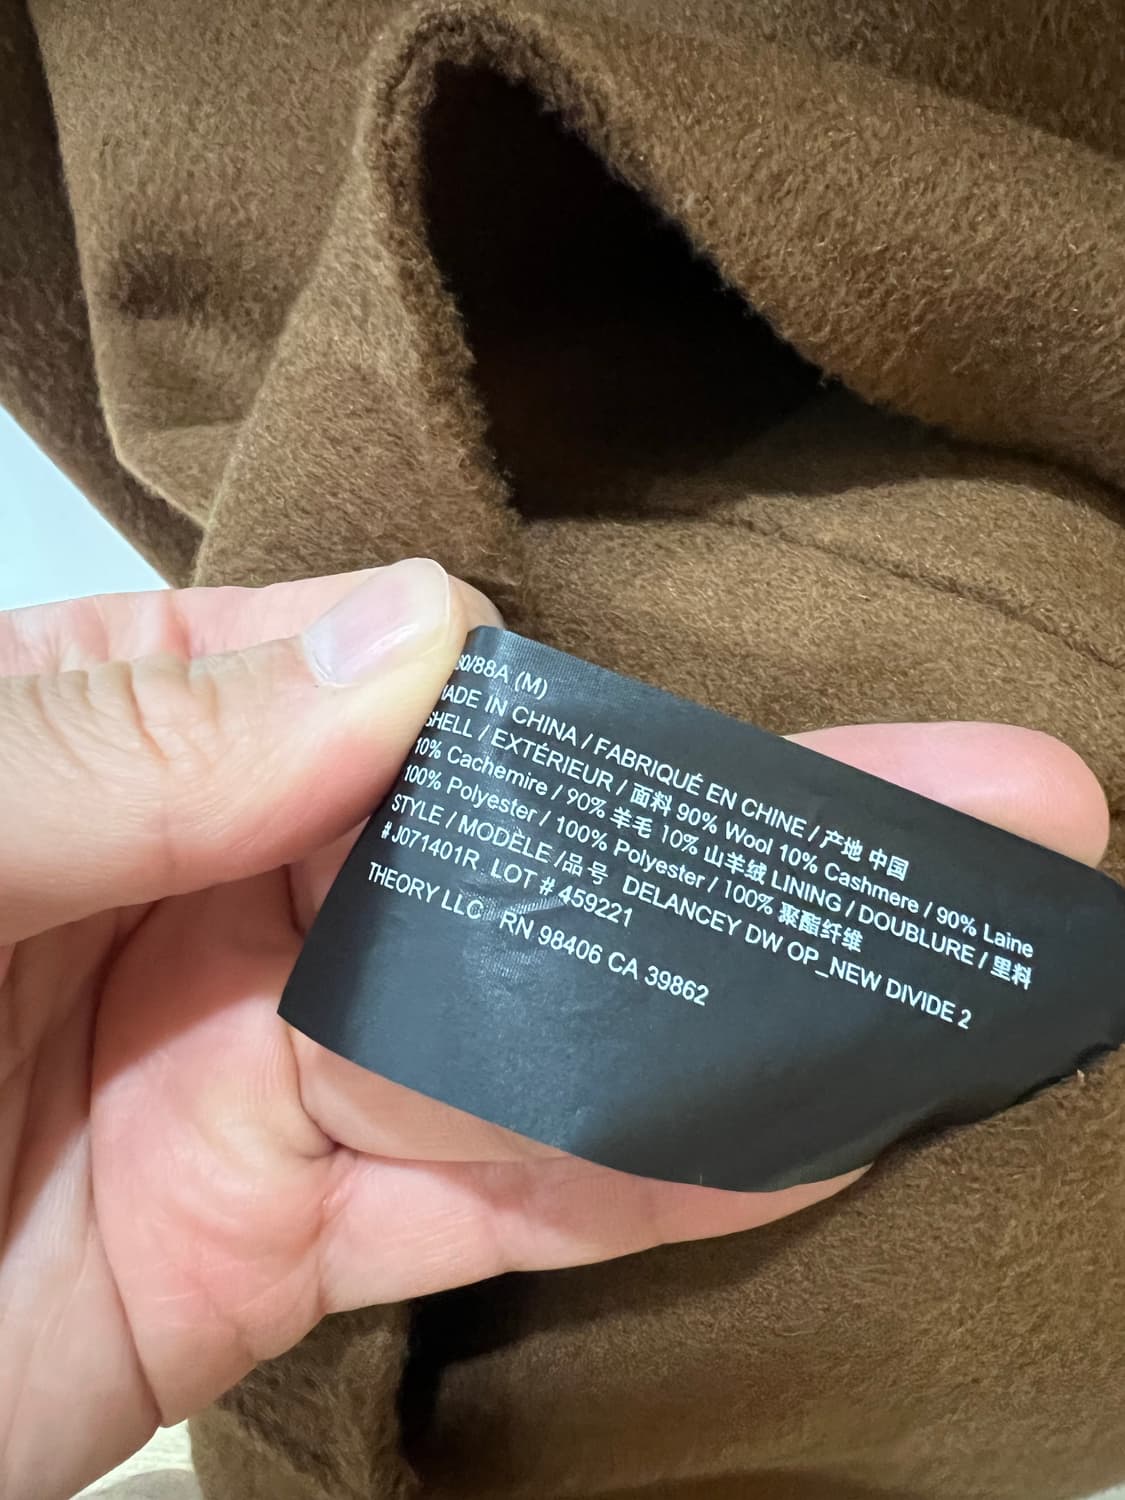 /88A (M)
MADE IN CHINA / FABRIQUÉ EN CHINE / 产地 中国
SHELL / EXTÉRIEUR / 面料 90% Wool 10% Cashmere / 90% Laine
10% Cachemire / 90% 羊毛 10% 山羊绒 LINING / DOUBLURE / 里料
100% Polyester / 100% Polyester / 100% 聚酯纤维
STYLE / MODÈLE /品 号 DELANCEY DW OP_NEW DIVIDE 2
# J071401R LOT # 459221
THEORY LLC RN 98406 CA 39862